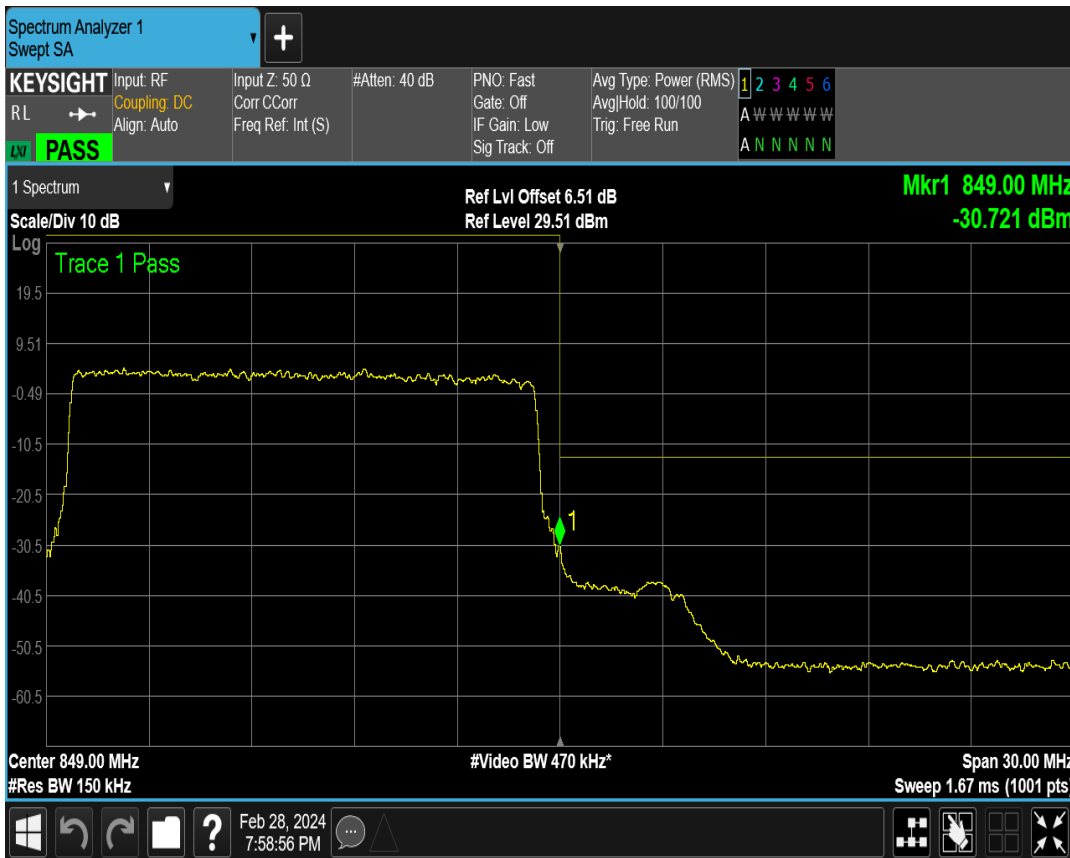 Spectrum Analyzer 1
Swept SA
+
KEYSIGHT
R L
LXI PASS
Input: RF
Coupling: DC
Align: Auto
Input Z: 50 Ω
Corr CCorr
Freq Ref: Int (S)
#Atten: 40 dB
PNO: Fast
Gate: Off
IF Gain: Low
Sig Track: Off
Avg Type: Power (RMS)
Avg|Hold: 100/100
Trig: Free Run
1 2 3 4 5 6
A W W W W W
A N N N N N
1 Spectrum
Scale/Div 10 dB
Ref Lvl Offset 6.51 dB
Ref Level 29.51 dBm
Mkr1 849.00 MHz
-30.721 dBm
Log
Trace 1 Pass
19.5
9.51
-0.49
-10.5
-20.5
-30.5
-40.5
-50.5
-60.5
1
Center 849.00 MHz
#Res BW 150 kHz
#Video BW 470 kHz*
Span 30.00 MHz
Sweep 1.67 ms (1001 pts)
?
Feb 28, 2024
7:58:56 PM